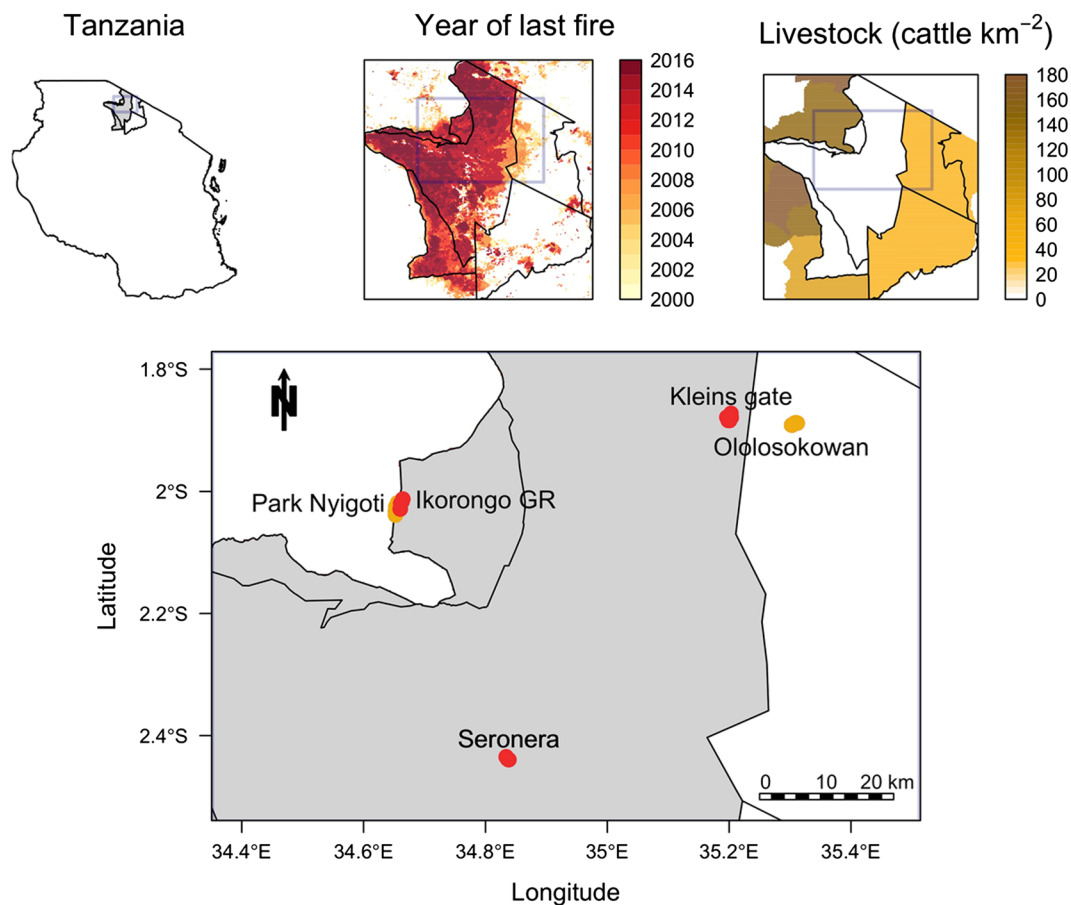 Tanzania
Year of last fire
Livestock (cattle km⁻²)
2016
2014
2012
2010
2008
2006
2004
2002
2000
180
160
140
120
100
80
60
40
20
0
1.8°S
2°S
2.2°S
2.4°S
Latitude
N
Kleins gate
Ololosokowan
Park Nyigoti
Ikorongo GR
Seronera
0 10 20 km
34.4°E 34.6°E 34.8°E 35°E 35.2°E 35.4°E
Longitude